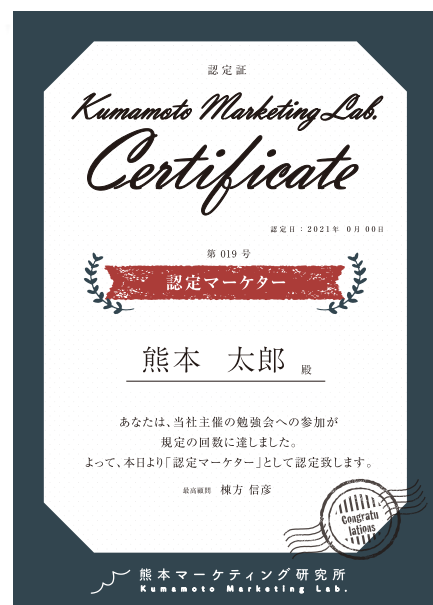 認定証
Kumamoto Marketing Lab.
Certificate
認定日：2021年 0月 00日
第 019 号
認定マーケター
熊本　太郎 殿
あなたは、当社主催の勉強会への参加が
規定の回数に達しました。
よって、本日より「認定マーケター」として認定致します。
最高顧問 棟方 信彦
Congratu
lations
熊本マーケティング研究所
Kumamoto Marketing Lab.